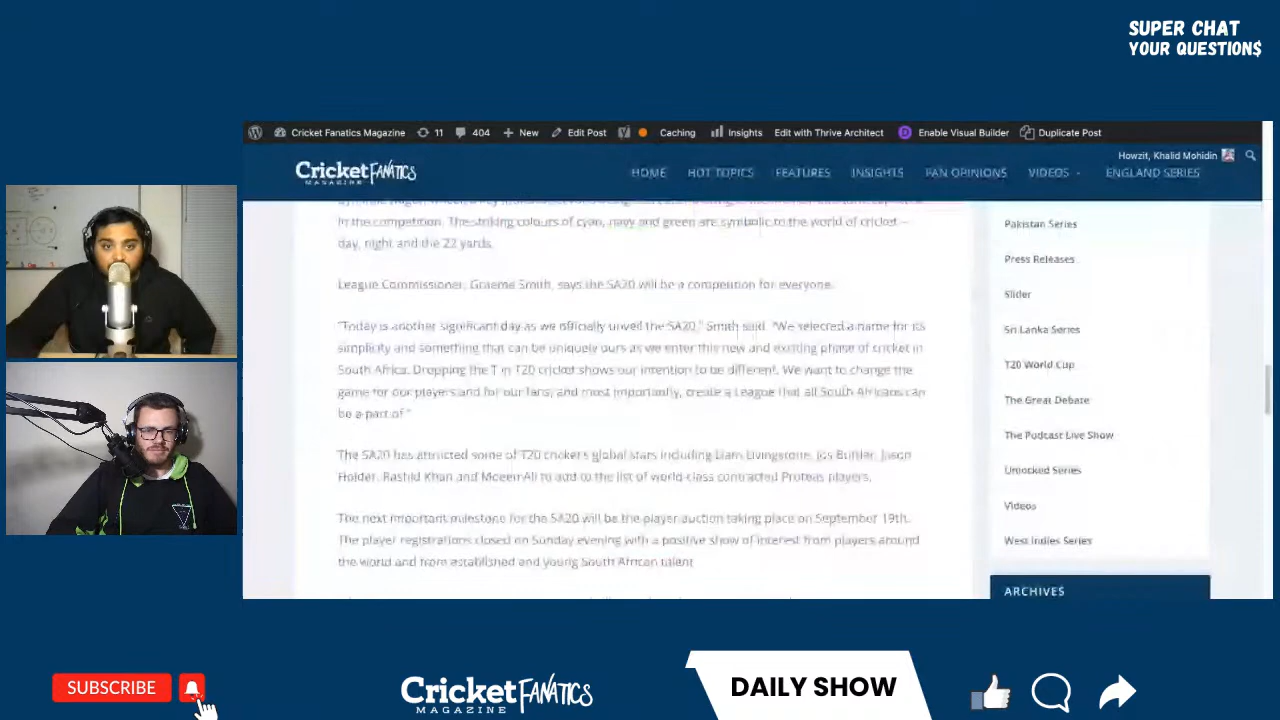 SUPER CHAT
YOUR QUESTION$
Cricket Fanatics Magazine 11 404 New Edit Post Caching Insights Edit with Thrive Architect Enable Visual Builder Duplicate Post
Howzit, Khalid Mohidin
Cricket FANATICS
MAGAZINE
HOME HOT TOPICS FEATURES INSIGHTS FAN OPINIONS VIDEOS ENGLAND SERIES
in the competition. The striking colours of cyan, navy and green are symbolic to the world of cricket –
day, night and the 22 yards.
League Commissioner, Graeme Smith, says the SA20 will be a competition for everyone.
"Today is another significant day as we officially unveil the SA20," Smith said. "We selected a name for its
simplicity and something that can be uniquely ours as we enter this new and exciting phase of cricket in
South Africa. Dropping the T in T20 cricket shows our intention to be different. We want to change the
game for our players and for our fans, and most importantly, create a League that all South Africans can
be a part of."
The SA20 has attracted some of T20 cricket's global stars including Liam Livingstone, Jos Buttler, Jason
Holder, Rashid Khan and Moeen Ali to add to the list of world-class contracted Proteas players.
The next important milestone for the SA20 will be the player auction taking place on September 19th.
The player registrations closed on Sunday evening with a positive show of interest from players around
the world and from established and young South African talent
Pakistan Series
Press Releases
Slider
Sri Lanka Series
T20 World Cup
The Great Debate
The Podcast Live Show
Unlocked Series
Videos
West Indies Series
ARCHIVES
SUBSCRIBE
Cricket FANATICS
MAGAZINE
DAILY SHOW